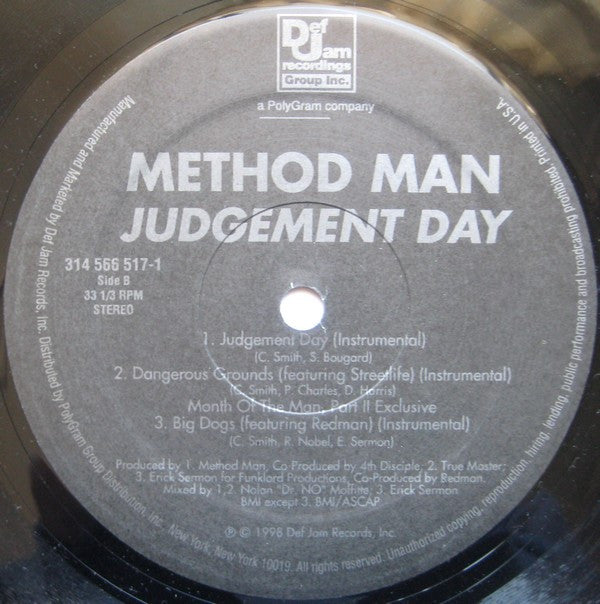 Def
Jam
recordings
Group Inc.
a PolyGram company
METHOD MAN
JUDGEMENT DAY
314 566 517-1
Side B
33 1/3 RPM
STEREO
1. Judgement Day (Instrumental)
(C. Smith, S. Bougard)
2. Dangerous Grounds (featuring Streetlife) (Instrumental)
(C. Smith, P. Charles, D. Harris)
Month Of The Man, Part II Exclusive
3. Big Dogs (featuring Redman) (Instrumental)
(C. Smith, R. Nobel, E. Sermon)
Produced by 1. Method Man, Co-Produced by 4th Disciple, 2. True Master;
3. Erick Sermon for Funklord Productions, Co-Produced by Redman.
Mixed by 1,2. Nolan "Dr. NO" Moffitte, 3. Erick Sermon
BMI except 3. BMI/ASCAP
℗ © 1998 Def Jam Records, Inc.
Manufactured and Marketed by Def Jam Records, Inc. Distributed by PolyGram Group Distribution, Inc. New York, New York 10019. All rights reserved. Unauthorized copying, reproduction, hiring, lending, public performance and broadcasting prohibited. Printed in U.S.A.